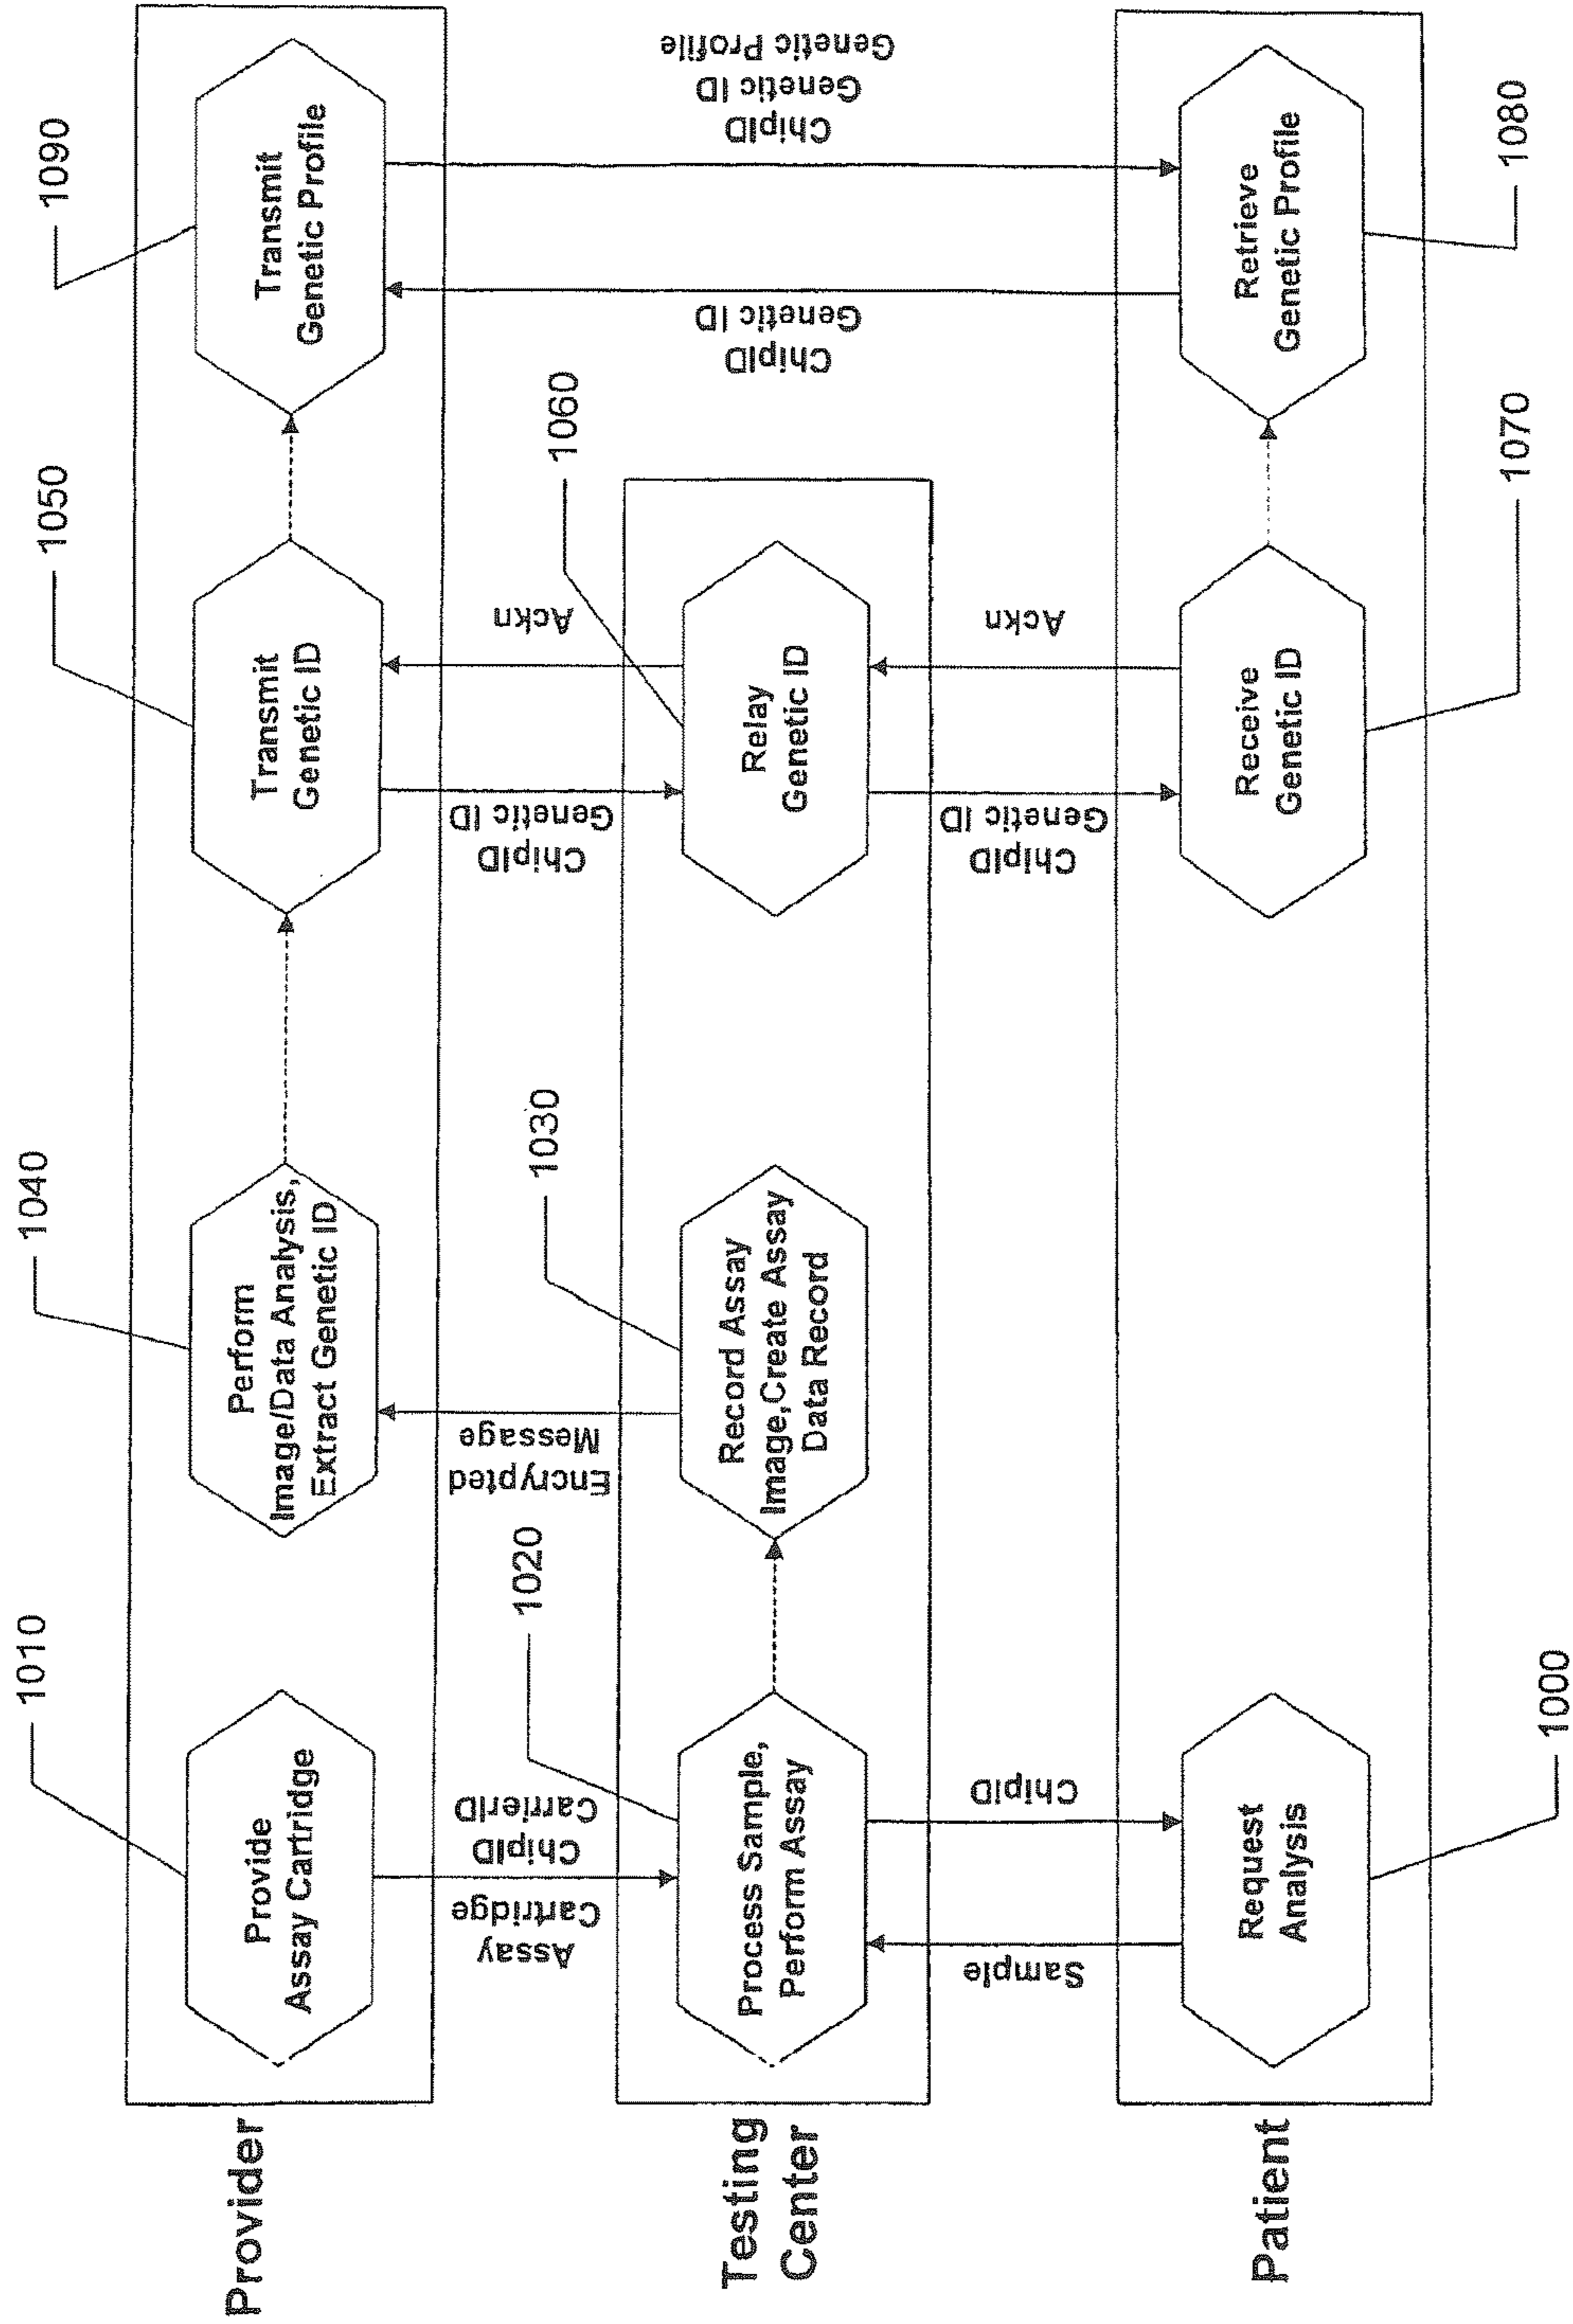 Provider
1010
Provide
Assay Cartridge
1040
Perform
Image/Data Analysis,
Extract Genetic ID
1050
Transmit
Genetic ID
1090
Transmit
Genetic Profile
Assay
Cartridge
ChipID
CarrierID
1020
Encrypted
Message
1030
ChipID
Genetic ID
Ackn
1060
ChipID
Genetic ID
ChipID
Genetic ID
Genetic Profile
Testing
Center
Process Sample,
Perform Assay
Record Assay
Image,Create Assay
Data Record
Relay
Genetic ID
Sample
ChipID
ChipID
Genetic ID
Ackn
Patient
Request
Analysis
1000
Receive
Genetic ID
1070
Retrieve
Genetic Profile
1080